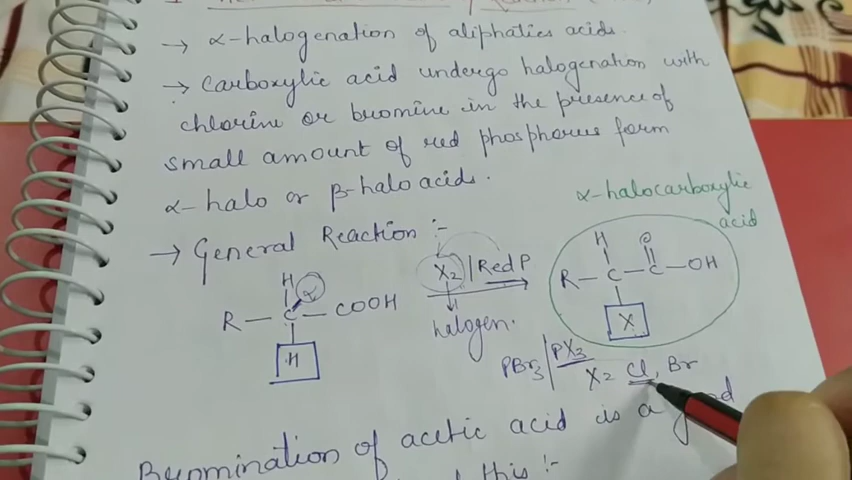 → α-halogenation of aliphatics acids.
→ carboxylic acid undergo halogenation with
chlorine or bromine in the presence of
small amount of red phosphorus form
α-halo or β-halo acids.
α-halocarboxylic
acid
→ General Reaction :-
H
α
R — C — COOH
H
X2 / Red P
halogen.
H O
R — C — C — OH
X
PBr3 | PX3
X = Cl, Br
Bromination of acetic acid is a
this :-